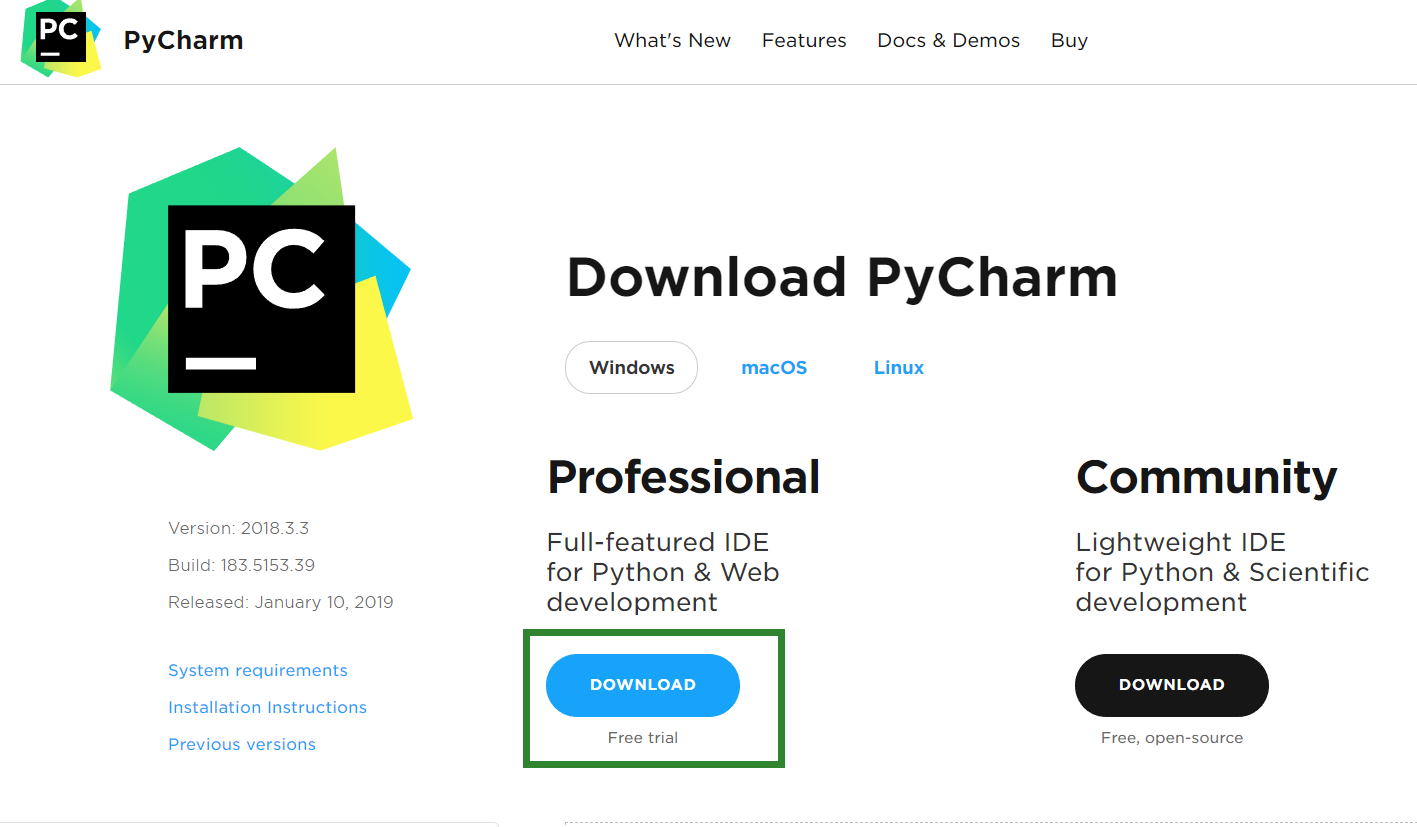 PC
PyCharm
What's New
Features
Docs & Demos
Buy
PC
Download PyCharm
Windows
macOS
Linux
Professional
Full-featured IDE
for Python & Web
development
DOWNLOAD
Free trial
Community
Lightweight IDE
for Python & Scientific
development
DOWNLOAD
Free, open-source
Version: 2018.3.3
Build: 183.5153.39
Released: January 10, 2019
System requirements
Installation Instructions
Previous versions